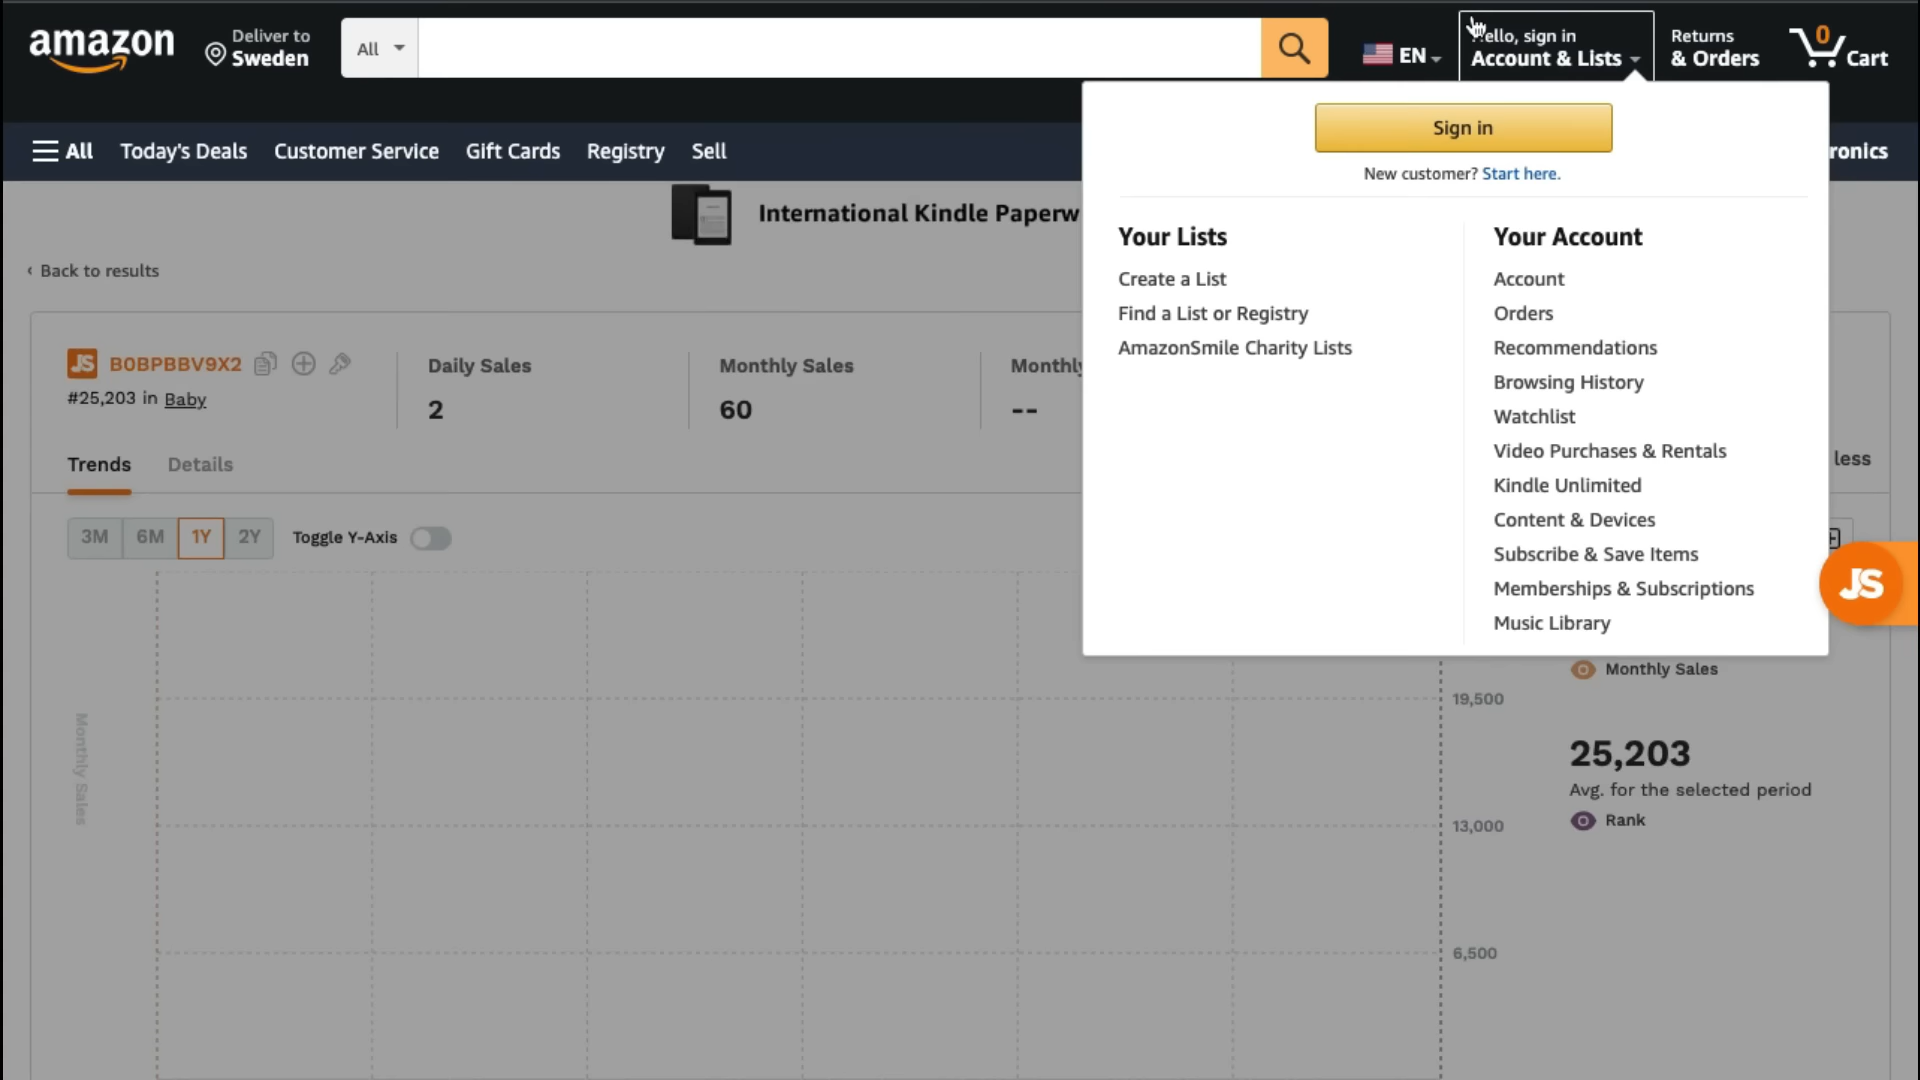 amazon
Deliver to
Sweden
All
EN
ello, sign in
Account & Lists
Returns
& Orders
0
Cart
All
Today's Deals
Customer Service
Gift Cards
Registry
Sell
ronics
Sign in
New customer? Start here.
International Kindle Paperw
‹ Back to results
Your Lists
Create a List
Find a List or Registry
AmazonSmile Charity Lists
Your Account
Account
Orders
Recommendations
Browsing History
Watchlist
Video Purchases & Rentals
Kindle Unlimited
Content & Devices
Subscribe & Save Items
Memberships & Subscriptions
Music Library
JS B0BPBBV9X2
#25,203 in Baby
Daily Sales
2
Monthly Sales
60
Monthly
--
Trends
Details
less
3M
6M
1Y
2Y
Toggle Y-Axis
JS
Monthly Sales
Monthly Sales
19,500
13,000
6,500
25,203
Avg. for the selected period
Rank